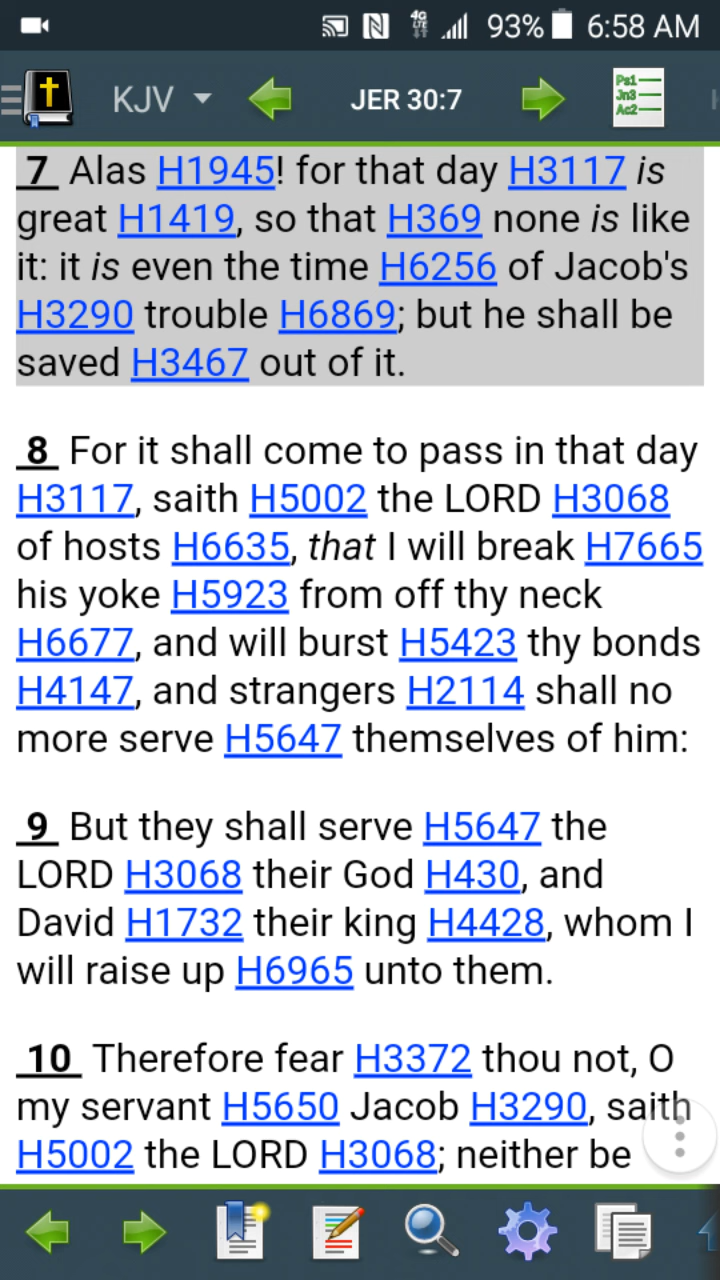 4G LTE 93% 6:58 AM
KJV JER 30:7 Ps1
Jn3
Ac2
7 Alas H1945! for that day H3117 is
great H1419, so that H369 none is like
it: it is even the time H6256 of Jacob's
H3290 trouble H6869; but he shall be
saved H3467 out of it.
8 For it shall come to pass in that day
H3117, saith H5002 the LORD H3068
of hosts H6635, that I will break H7665
his yoke H5923 from off thy neck
H6677, and will burst H5423 thy bonds
H4147, and strangers H2114 shall no
more serve H5647 themselves of him:
9 But they shall serve H5647 the
LORD H3068 their God H430, and
David H1732 their king H4428, whom I
will raise up H6965 unto them.
10 Therefore fear H3372 thou not, O
my servant H5650 Jacob H3290, saith
H5002 the LORD H3068; neither be